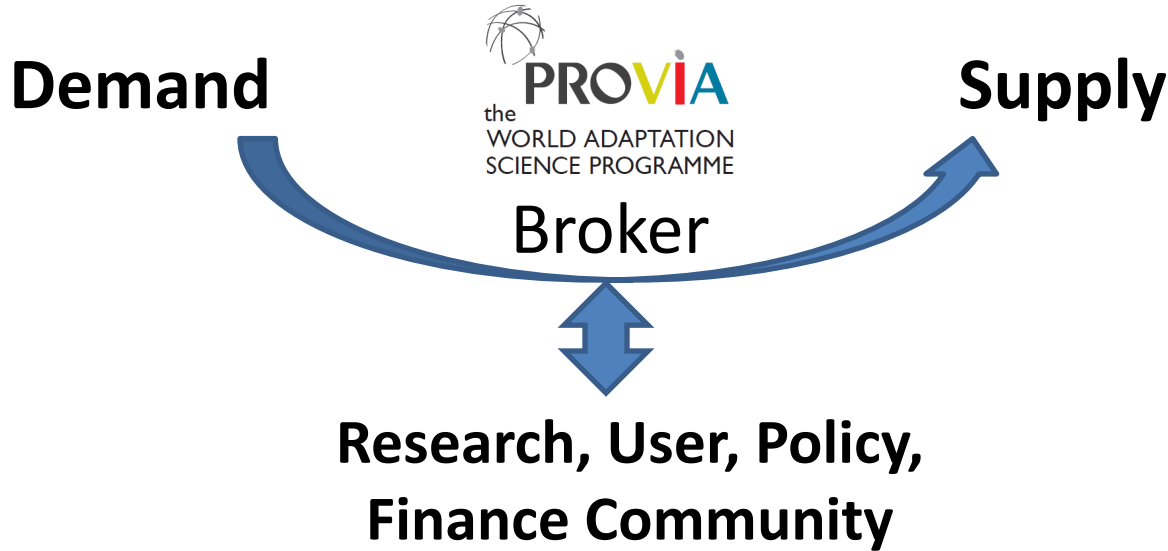 Demand
PROVIA
the
WORLD ADAPTATION
SCIENCE PROGRAMME
Supply
Broker
Research, User, Policy,
Finance Community